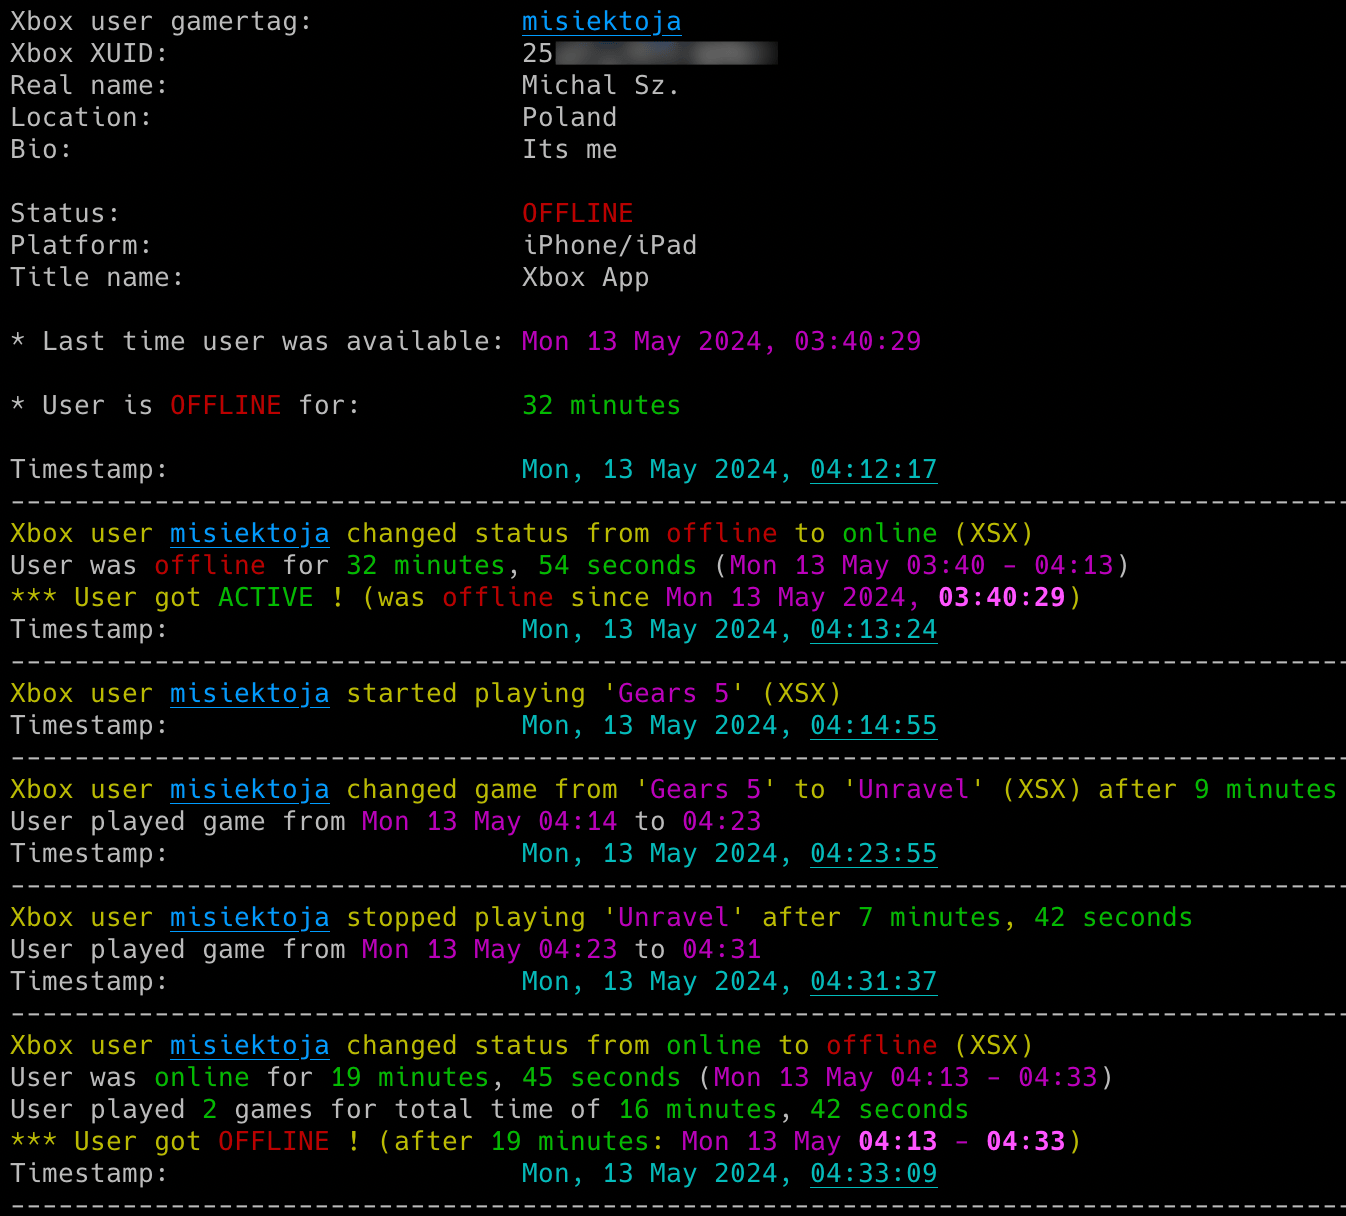 Xbox user gamertag: misiektoja
Xbox XUID: 25
Real name: Michal Sz.
Location: Poland
Bio: Its me
Status: OFFLINE
Platform: iPhone/iPad
Title name: Xbox App
* Last time user was available: Mon 13 May 2024, 03:40:29
* User is OFFLINE for: 32 minutes
Timestamp: Mon, 13 May 2024, 04:12:17
Xbox user misiektoja changed status from offline to online (XSX)
User was offline for 32 minutes, 54 seconds (Mon 13 May 03:40 - 04:13)
*** User got ACTIVE ! (was offline since Mon 13 May 2024, 03:40:29)
Timestamp: Mon, 13 May 2024, 04:13:24
Xbox user misiektoja started playing 'Gears 5' (XSX)
Timestamp: Mon, 13 May 2024, 04:14:55
Xbox user misiektoja changed game from 'Gears 5' to 'Unravel' (XSX) after 9 minutes
User played game from Mon 13 May 04:14 to 04:23
Timestamp: Mon, 13 May 2024, 04:23:55
Xbox user misiektoja stopped playing 'Unravel' after 7 minutes, 42 seconds
User played game from Mon 13 May 04:23 to 04:31
Timestamp: Mon, 13 May 2024, 04:31:37
Xbox user misiektoja changed status from online to offline (XSX)
User was online for 19 minutes, 45 seconds (Mon 13 May 04:13 - 04:33)
User played 2 games for total time of 16 minutes, 42 seconds
*** User got OFFLINE ! (after 19 minutes: Mon 13 May 04:13 - 04:33)
Timestamp: Mon, 13 May 2024, 04:33:09